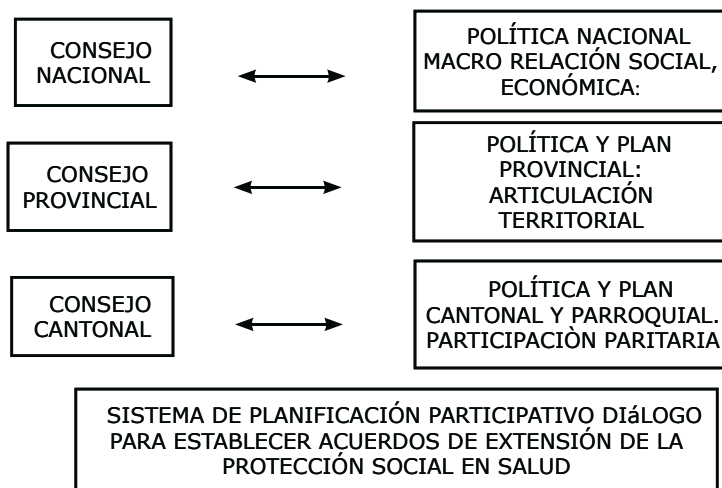 CONSEJO
NACIONAL
POLÍTICA NACIONAL
MACRO RELACIÓN SOCIAL,
ECONÓMICA:
CONSEJO
PROVINCIAL
POLÍTICA Y PLAN
PROVINCIAL:
ARTICULACIÓN
TERRITORIAL
CONSEJO
CANTONAL
POLÍTICA Y PLAN
CANTONAL Y PARROQUIAL.
PARTICIPACIÒN PARITARIA
SISTEMA DE PLANIFICACIÓN PARTICIPATIVO DIáLOGO
PARA ESTABLECER ACUERDOS DE EXTENSIÓN DE LA
PROTECCIÓN SOCIAL EN SALUD